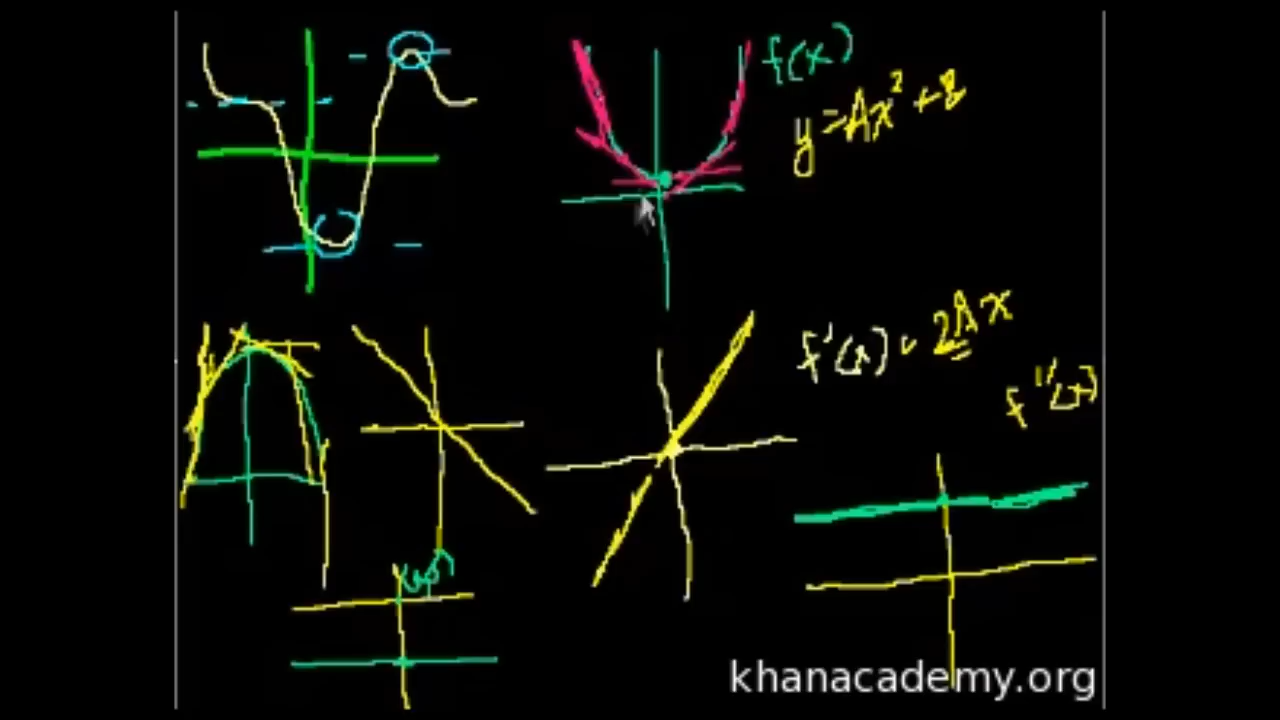 f(x)
y = Ax² + B
f'(x) = 2Ax
f''(x)
khanacademy.org